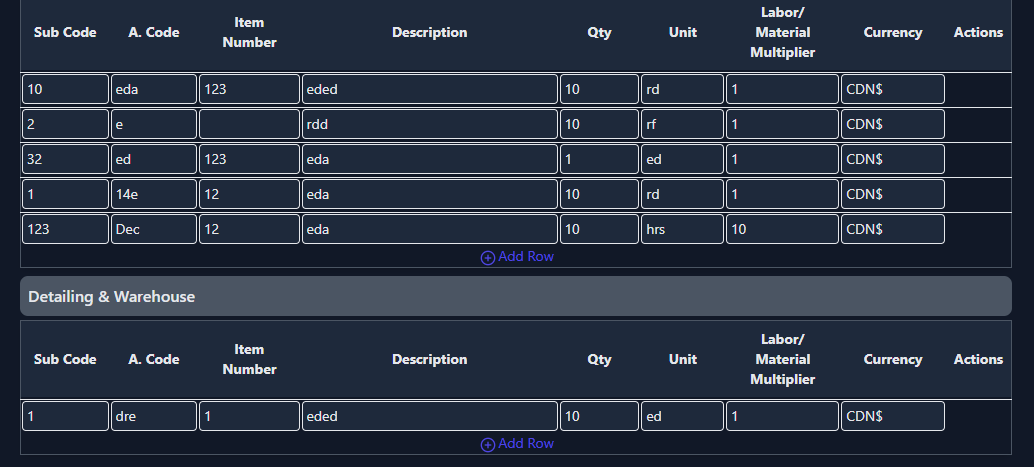 Sub Code A. Code Item Number Description Qty Unit Labor/ Material Multiplier Currency Actions
10 eda 123 eded 10 rd 1 CDN$
2 e rdd 10 rf 1 CDN$
32 ed 123 eda 1 ed 1 CDN$
1 14e 12 eda 10 rd 1 CDN$
123 Dec 12 eda 10 hrs 10 CDN$
Add Row
Detailing & Warehouse
Sub Code A. Code Item Number Description Qty Unit Labor/ Material Multiplier Currency Actions
1 dre 1 eded 10 ed 1 CDN$
Add Row